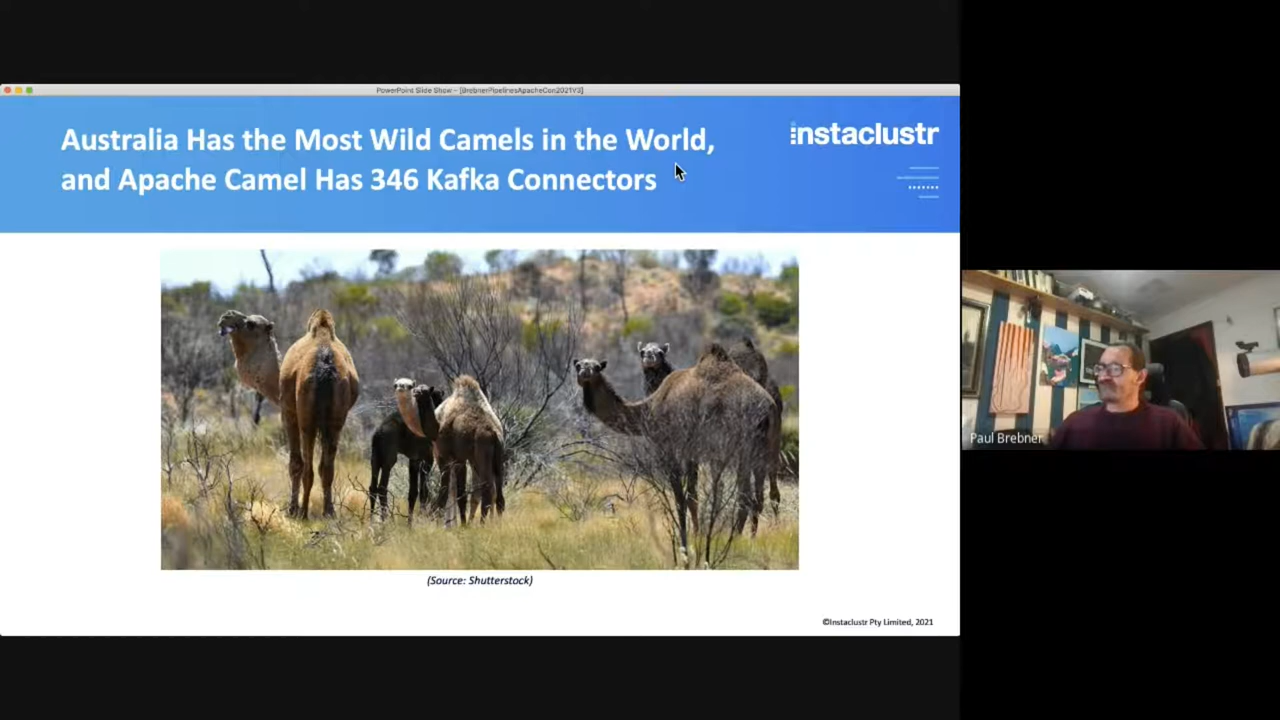 PowerPoint Slide Show - [BrebnerPipelinesApacheCon2021V3]
Australia Has the Most Wild Camels in the World,
and Apache Camel Has 346 Kafka Connectors
instaclustr
(Source: Shutterstock)
©Instaclustr Pty Limited, 2021
Paul Brebner